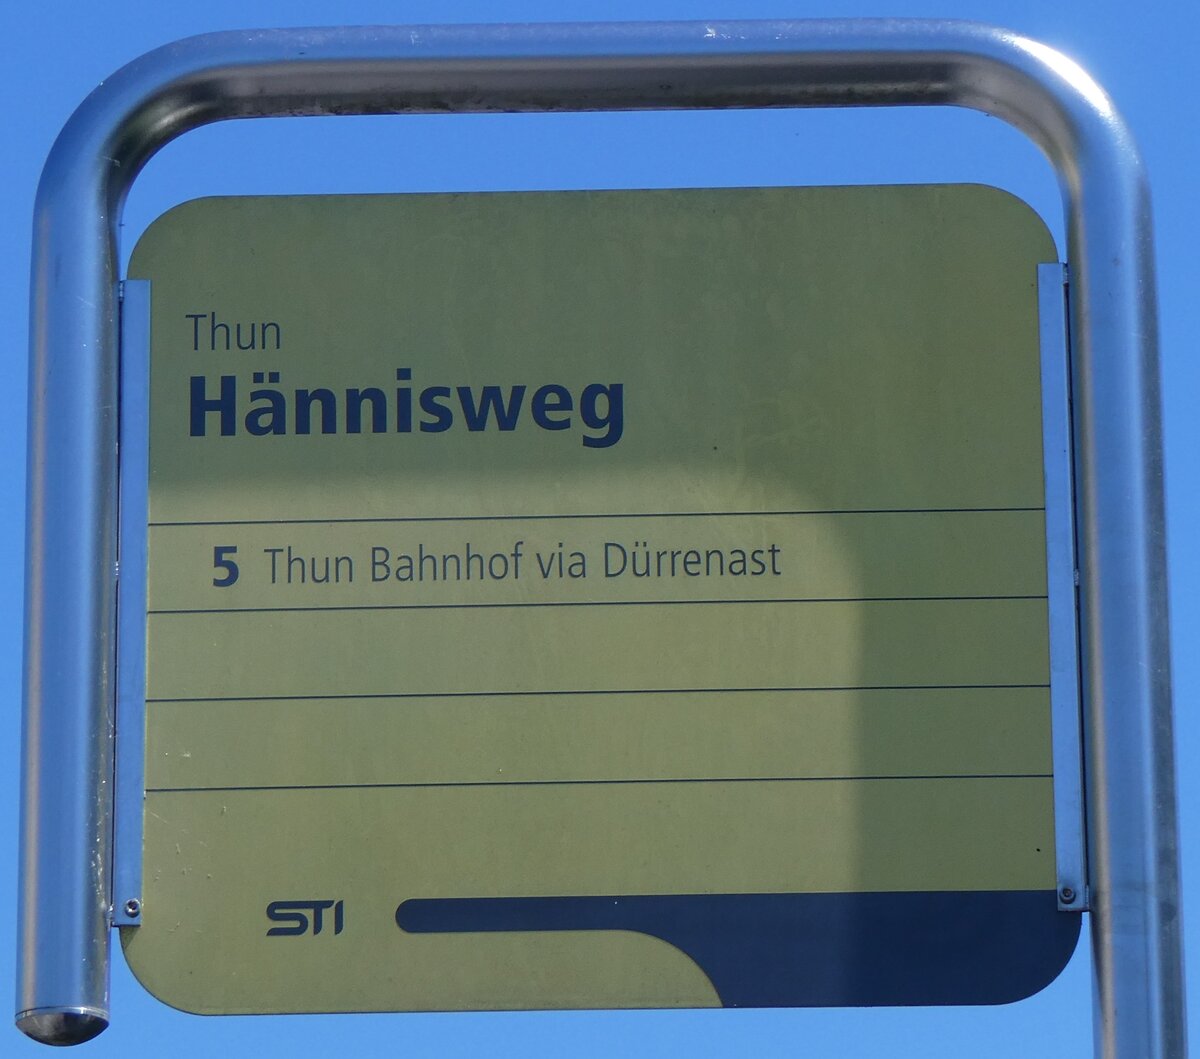 Thun
Hännisweg
5 Thun Bahnhof via Dürrenast
STI